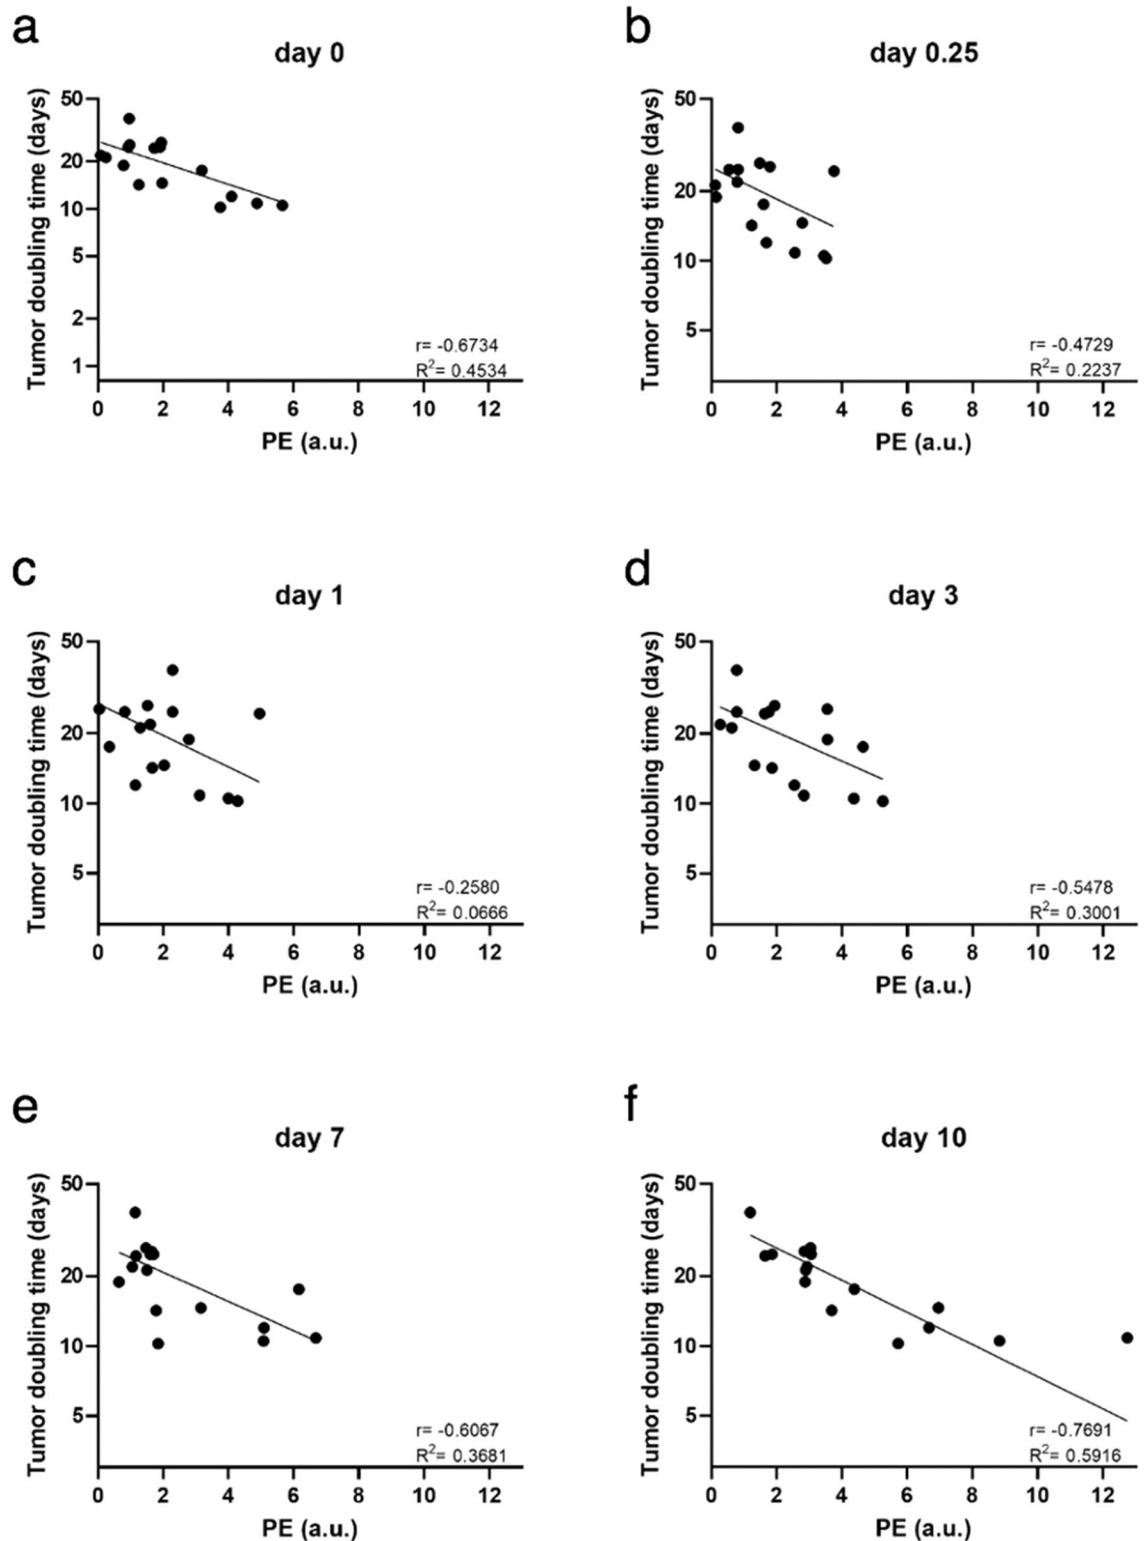 a
day 0
Tumor doubling time (days)
50
20
10
5
2
1
r= -0.6734
R²= 0.4534
0 2 4 6 8 10 12
PE (a.u.)
b
day 0.25
Tumor doubling time (days)
50
20
10
5
r= -0.4729
R²= 0.2237
0 2 4 6 8 10 12
PE (a.u.)
c
day 1
Tumor doubling time (days)
50
20
10
5
r= -0.2580
R²= 0.0666
0 2 4 6 8 10 12
PE (a.u.)
d
day 3
Tumor doubling time (days)
50
20
10
5
r= -0.5478
R²= 0.3001
0 2 4 6 8 10 12
PE (a.u.)
e
day 7
Tumor doubling time (days)
50
20
10
5
r= -0.6067
R²= 0.3681
0 2 4 6 8 10 12
PE (a.u.)
f
day 10
Tumor doubling time (days)
50
20
10
5
r= -0.7691
R²= 0.5916
0 2 4 6 8 10 12
PE (a.u.)